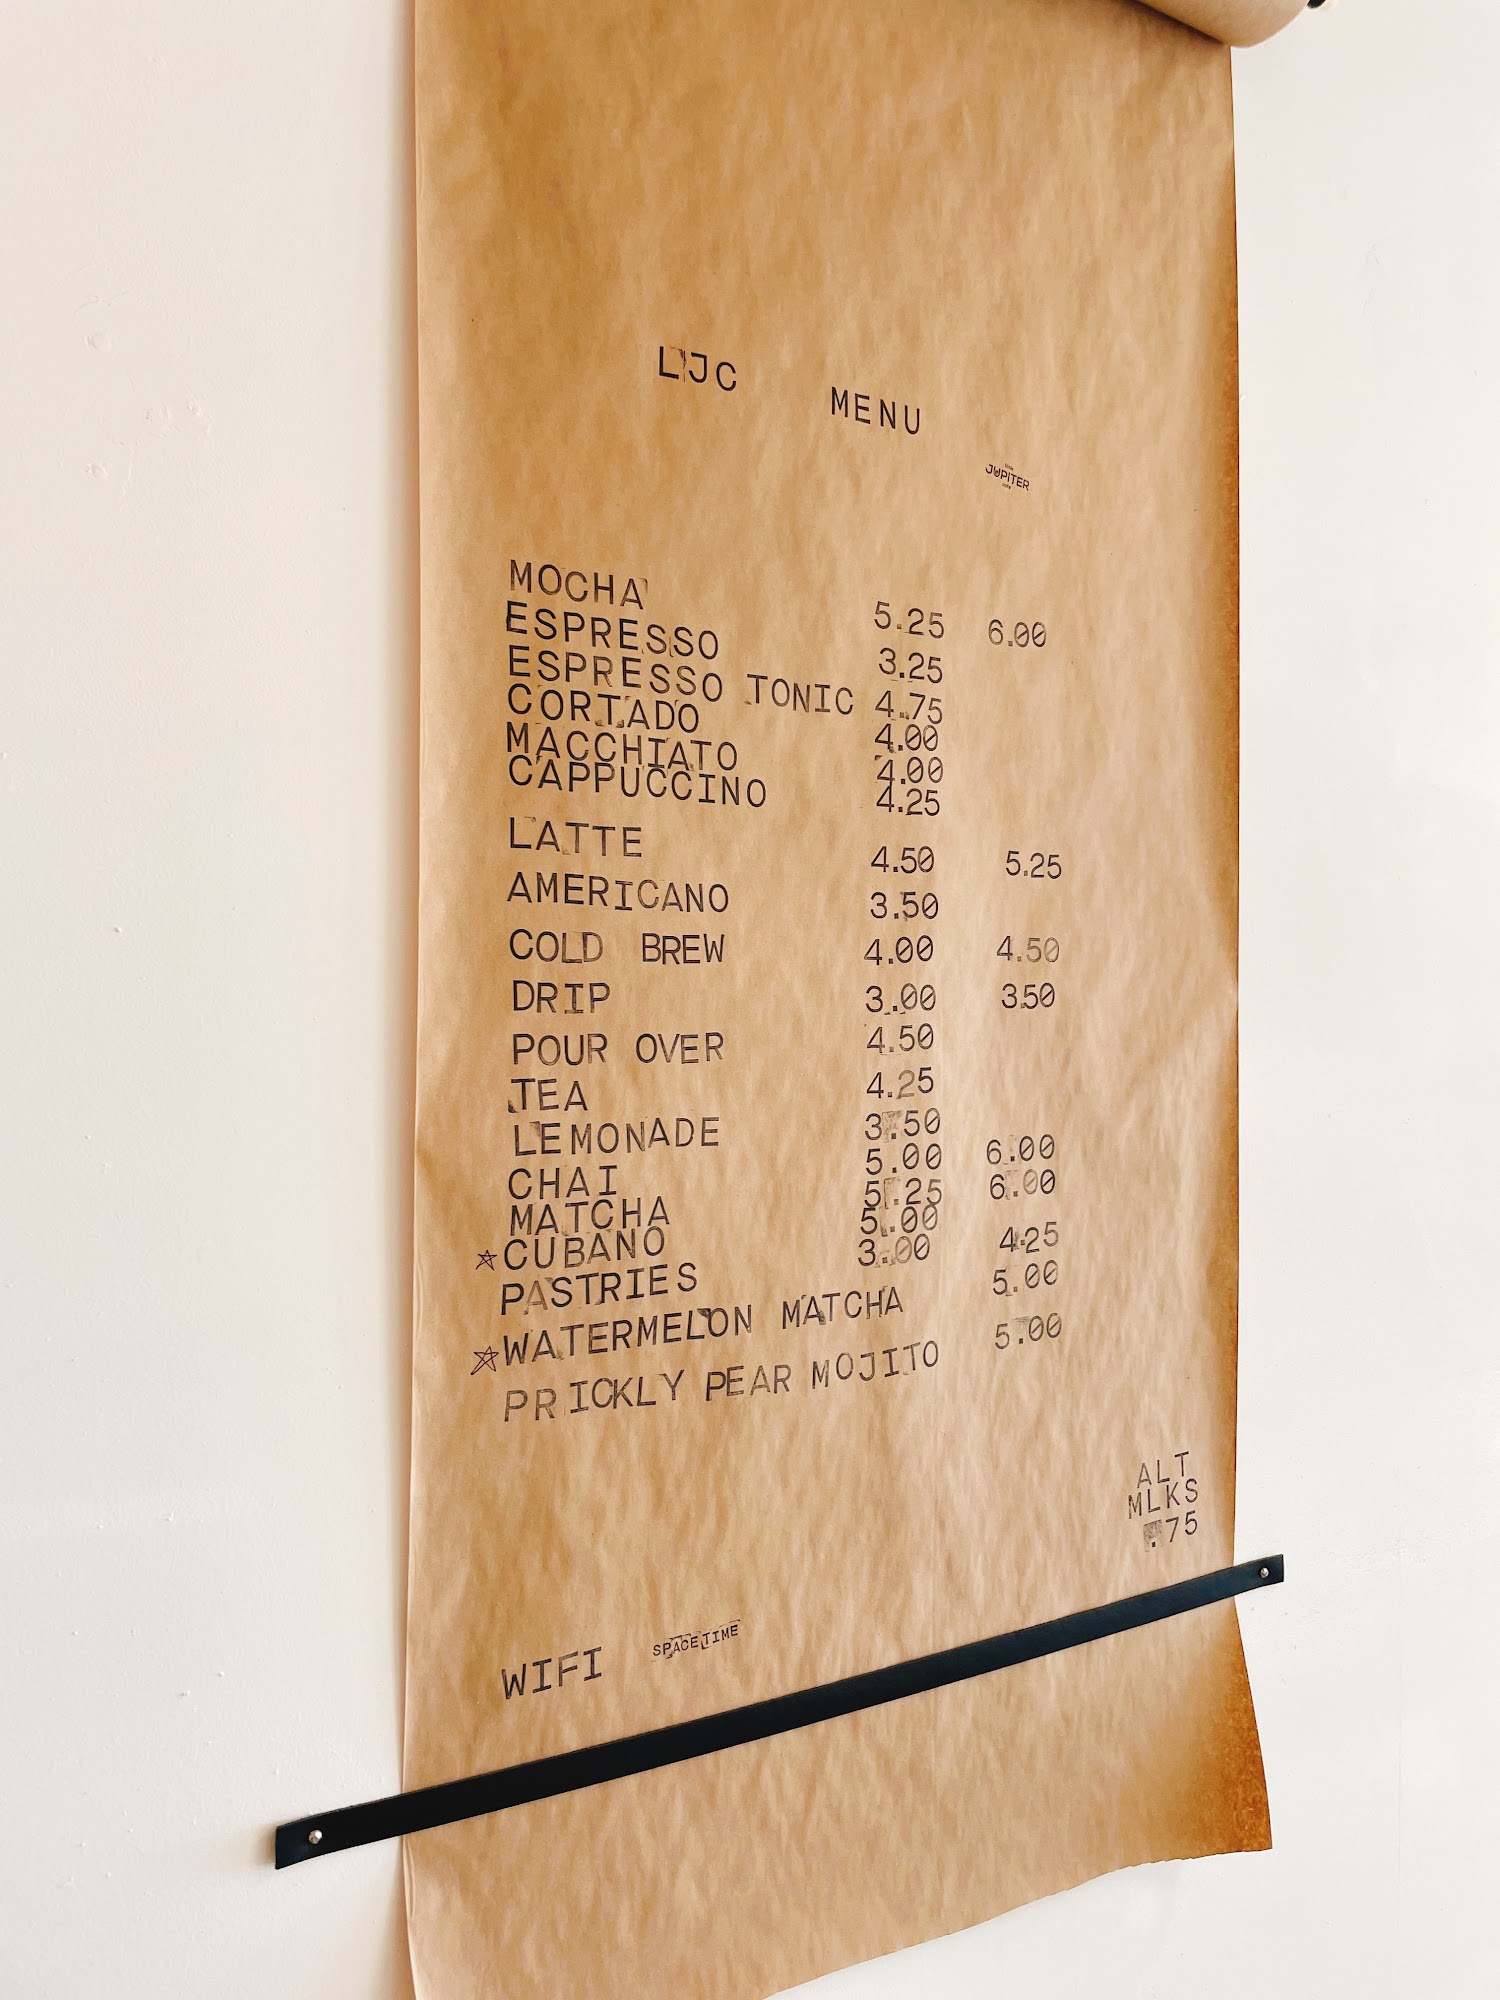 LJC MENU
JUPITER
MOCHA 5.25 6.00
ESPRESSO 3.25
ESPRESSO TONIC 4.75
CORTADO 4.00
MACCHIATO 4.00
CAPPUCCINO 4.25
LATTE 4.50 5.25
AMERICANO 3.50
COLD BREW 4.00 4.50
DRIP 3.00 3.50
POUR OVER 4.50
TEA 4.25
LEMONADE 3.50
CHAI 5.00 6.00
MATCHA 5.25 6.00
☆CUBANO 5.00
PASTRIES 3.00 4.25
☆WATERMELON MATCHA 5.00
PRICKLY PEAR MOJITO 5.00
ALT
MLKS
.75
WIFI SPACETIME